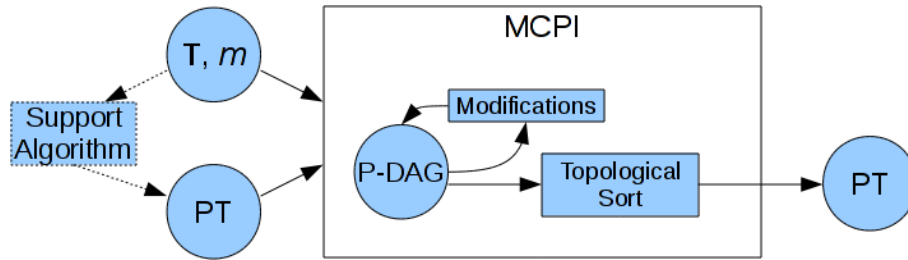 T, m
MCPI
Support
Algorithm
Modifications
P-DAG
Topological
Sort
PT
PT